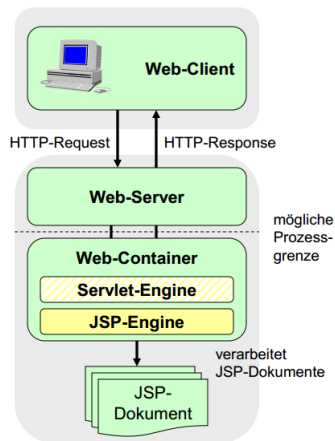 Web-Client
HTTP-Request
HTTP-Response
Web-Server
mögliche
Prozess-
grenze
Web-Container
Servlet-Engine
JSP-Engine
verarbeitet
JSP-Dokumente
JSP-
Dokument